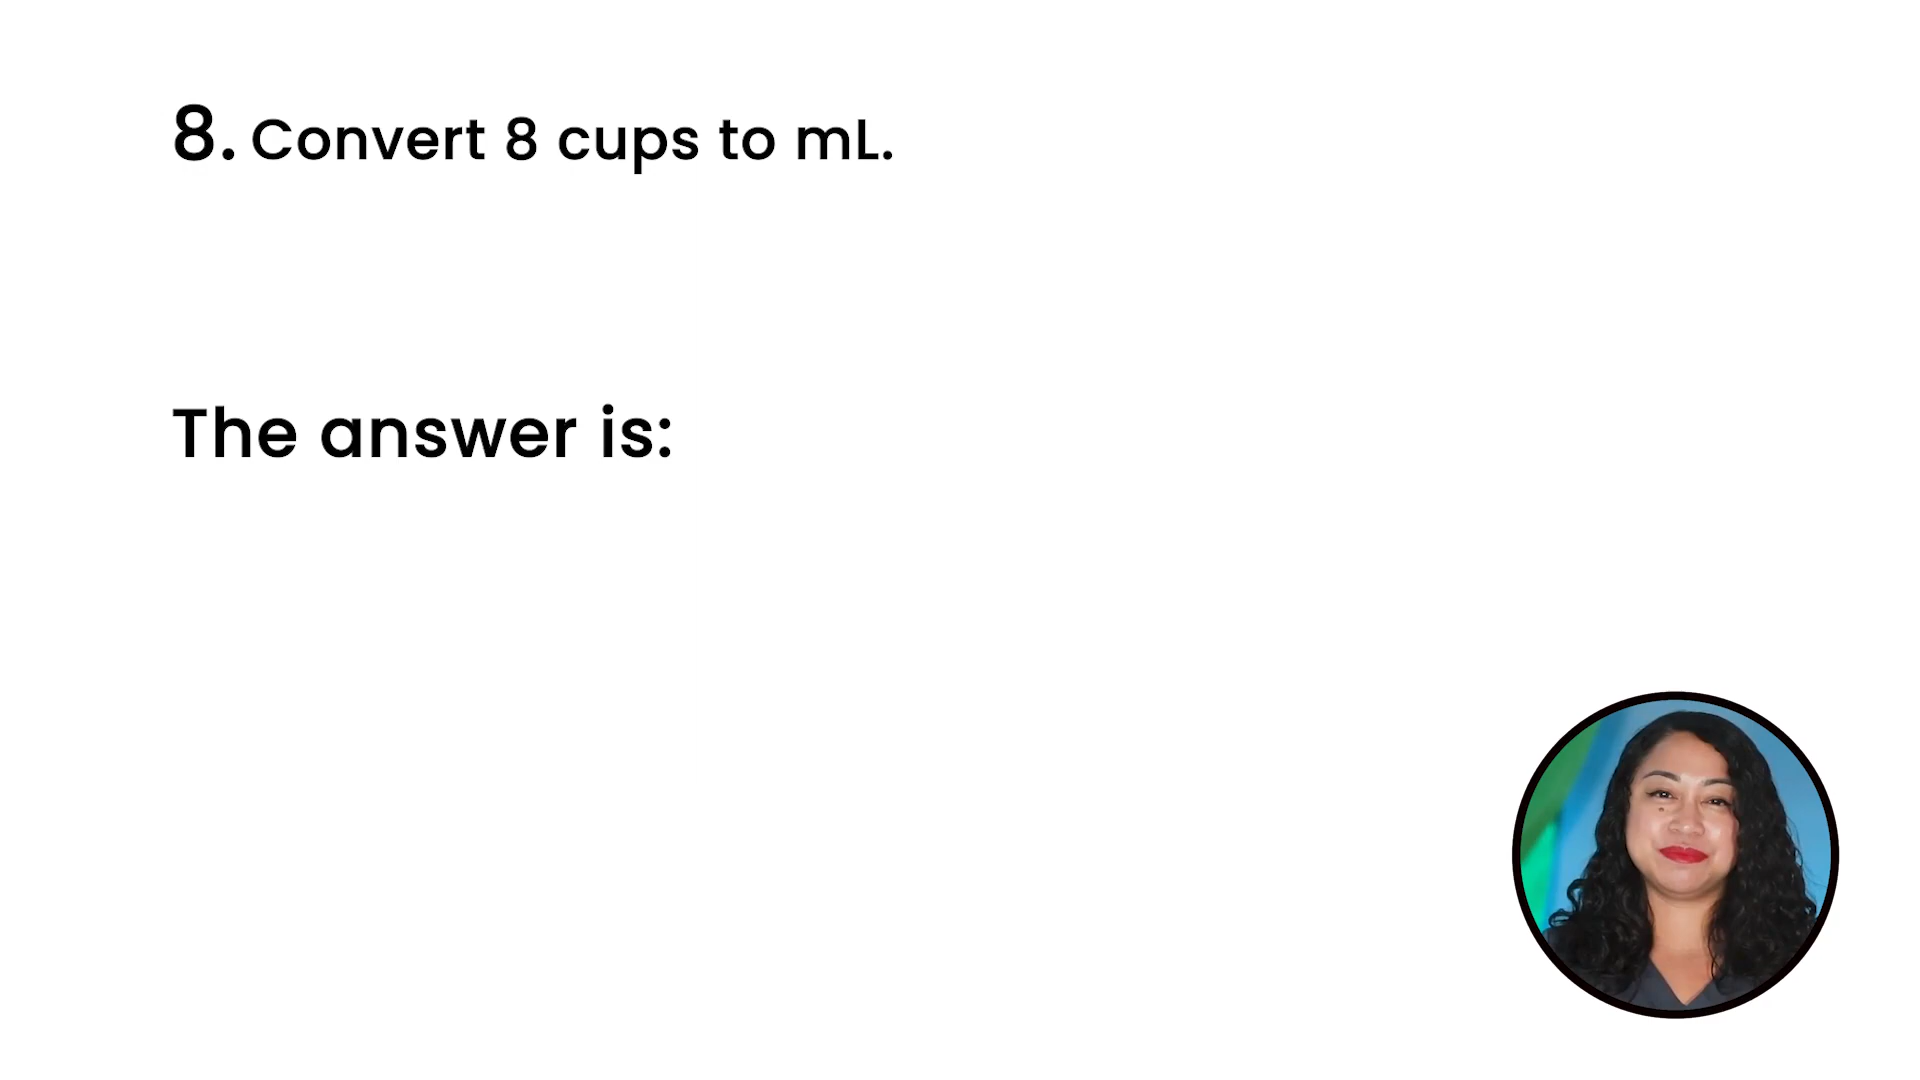 8. Convert 8 cups to mL.
The answer is: